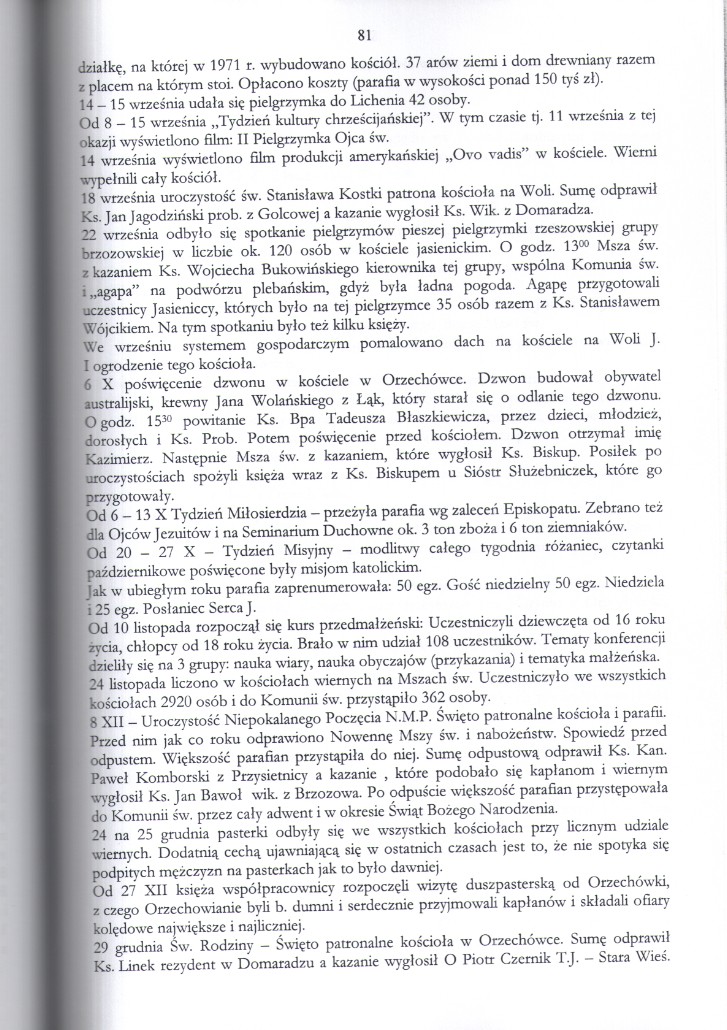 81
działkę, na której w 1971 r. wybudowano kościół. 37 arów ziemi i dom drewniany razem
z placem na którym stoi. Opłacono koszty (parafia w wysokości ponad 150 tyś zł).
14 – 15 września udała się pielgrzymka do Lichenia 42 osoby.
Od 8 – 15 września „Tydzień kultury chrześcijańskiej”. W tym czasie tj. 11 września z tej
okazji wyświetlono film: II Pielgrzymka Ojca św.
14 września wyświetlono film produkcji amerykańskiej „Ovo vadis” w kościele. Wierni
wypełnili cały kościół.
18 września uroczystość św. Stanisława Kostki patrona kościoła na Woli. Sumę odprawił
Ks. Jan Jagodziński prob. z Golcowej a kazanie wygłosił Ks. Wik. z Domaradza.
22 września odbyło się spotkanie pielgrzymów pieszej pielgrzymki rzeszowskiej grupy
brzozowskiej w liczbie ok. 120 osób w kościele jasienickim. O godz. 13⁰⁰ Msza św.
z kazaniem Ks. Wojciecha Bukowińskiego kierownika tej grupy, wspólna Komunia św.
i „agapa” na podwórzu plebańskim, gdyż była ładna pogoda. Agapę przygotowali
uczestnicy Jasieniccy, których było na tej pielgrzymce 35 osób razem z Ks. Stanisławem
Wójcikiem. Na tym spotkaniu było też kilku księży.
We wrześniu systemem gospodarczym pomalowano dach na kościele na Woli J.
I ogrodzenie tego kościoła.
6 X poświęcenie dzwonu w kościele w Orzechówce. Dzwon budował obywatel
australijski, krewny Jana Wolańskiego z Łąk, który starał się o odlanie tego dzwonu.
O godz. 15³⁰ powitanie Ks. Bpa Tadeusza Błaszkiewicza, przez dzieci, młodzież,
dorosłych i Ks. Prob. Potem poświęcenie przed kościołem. Dzwon otrzymał imię
Kazimierz. Następnie Msza św. z kazaniem, które wygłosił Ks. Biskup. Posiłek po
uroczystościach spożyli księża wraz z Ks. Biskupem u Sióstr Służebniczek, które go
przygotowały.
Od 6 – 13 X Tydzień Miłosierdzia – przeżyła parafia wg zaleceń Episkopatu. Zebrano też
dla Ojców Jezuitów i na Seminarium Duchowne ok. 3 ton zboża i 6 ton ziemniaków.
Od 20 – 27 X – Tydzień Misyjny – modlitwy całego tygodnia różaniec, czytanki
październikowe poświęcone były misjom katolickim.
Jak w ubiegłym roku parafia zaprenumerowała: 50 egz. Gość niedzielny 50 egz. Niedziela
i 25 egz. Posłaniec Serca J.
Od 10 listopada rozpoczął się kurs przedmałżeński: Uczestniczyli dziewczęta od 16 roku
życia, chłopcy od 18 roku życia. Brało w nim udział 108 uczestników. Tematy konferencji
dzieliły się na 3 grupy: nauka wiary, nauka obyczajów (przykazania) i tematyka małżeńska.
24 listopada liczono w kościołach wiernych na Mszach św. Uczestniczyło we wszystkich
kościołach 2920 osób i do Komunii św. przystąpiło 362 osoby.
8 XII – Uroczystość Niepokalanego Poczęcia N.M.P. Święto patronalne kościoła i parafii.
Przed nim jak co roku odprawiono Nowennę Mszy św. i nabożeństw. Spowiedź przed
odpustem. Większość parafian przystąpiła do niej. Sumę odpustową odprawił Ks. Kan.
Paweł Komborski z Przysietnicy a kazanie , które podobało się kapłanom i wiernym
wygłosił Ks. Jan Bawoł wik. z Brzozowa. Po odpuście większość parafian przystępowała
do Komunii św. przez cały adwent i w okresie Świąt Bożego Narodzenia.
24 na 25 grudnia pasterki odbyły się we wszystkich kościołach przy licznym udziale
wiernych. Dodatnią cechą ujawniającą się w ostatnich czasach jest to, że nie spotyka się
podpitych mężczyzn na pasterkach jak to było dawniej.
Od 27 XII księża współpracownicy rozpoczęli wizytę duszpasterską od Orzechówki,
z czego Orzechowianie byli b. dumni i serdecznie przyjmowali kapłanów i składali ofiary
kolędowe największe i najliczniej.
29 grudnia Św. Rodziny – Święto patronalne kościoła w Orzechówce. Sumę odprawił
Ks. Linek rezydent w Domaradzu a kazanie wygłosił O Piotr Czernik T.J. – Stara Wieś.